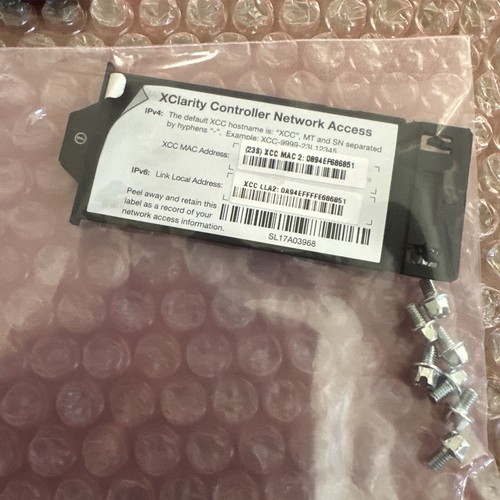 XClarity Controller Network Access
IPv4: The default XCC hostname is: "XCC", MT and SN separated
by hyphens "-". Example: XCC-9999-23L12345
XCC MAC Address:
(23S) XCC MAC 2: 0894EF686051
IPv6: Link Local Address:
XCC LLA2: 0A94EFFFFE686051
Peel away and retain this
label as a record of your
network access information.
SL17A03968